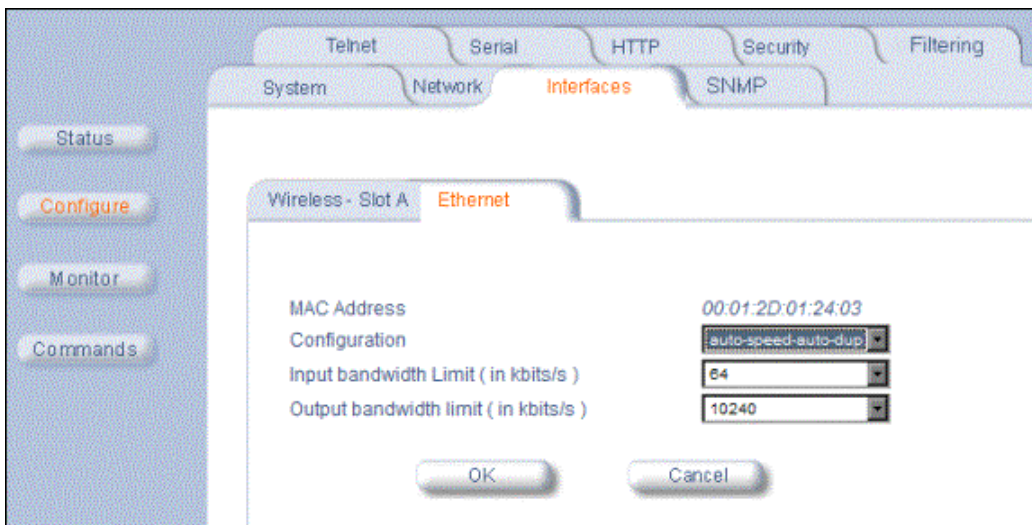 Telnet Serial HTTP Security Filtering
System Network Interfaces SNMP
Status
Configure
Monitor
Commands
Wireless - Slot A Ethernet
MAC Address 00:01:2D:01:24:03
Configuration auto-speed-auto-dup
Input bandwidth Limit ( in kbits/s ) 64
Output bandwidth limit ( in kbits/s ) 10240
OK Cancel